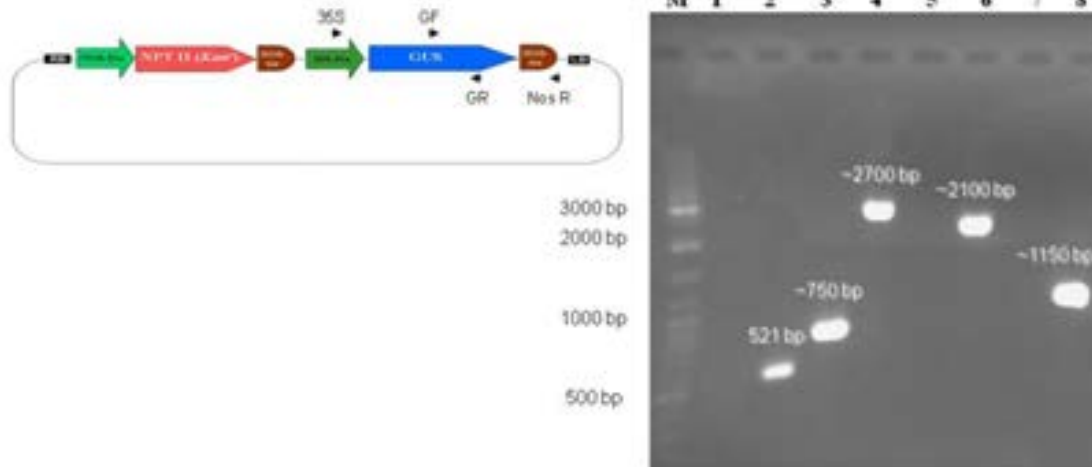 35S GF
NPT II (Kanʳ) GUS
GR Nos R
M 1 2 3 4 5 6 7 8
~2700 bp
~2100 bp
3000 bp
2000 bp
~1150 bp
~750 bp
1000 bp
521 bp
500 bp